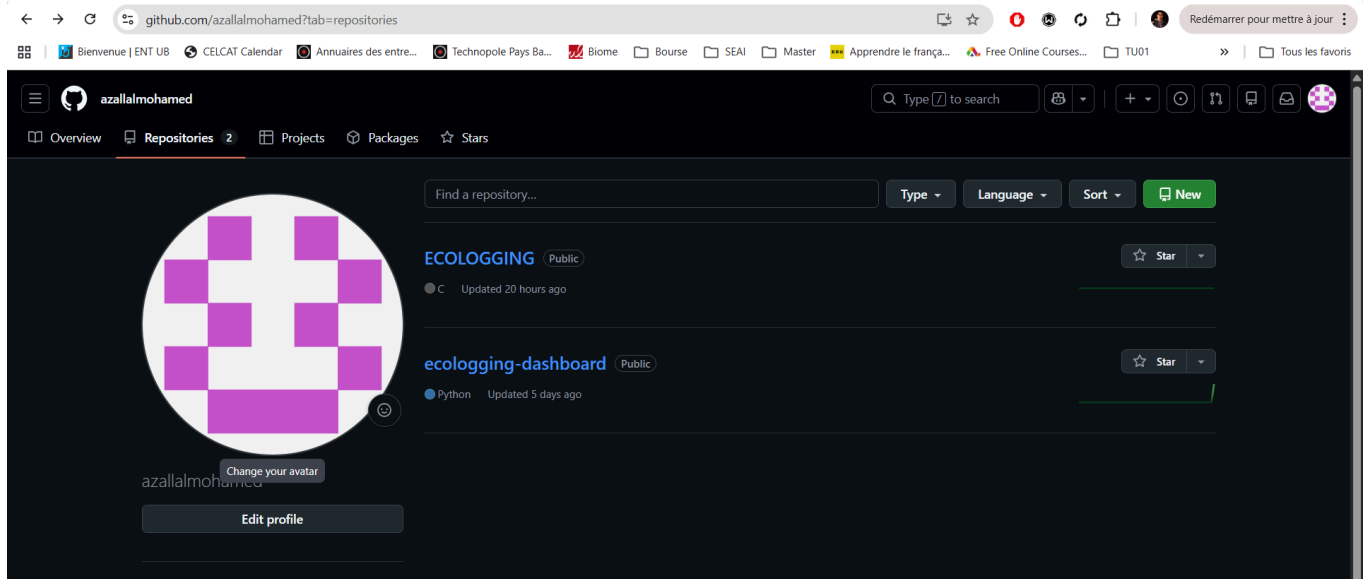 github.com/azallalmohamed?tab=repositories
Redémarrer pour mettre à jour
Bienvenue | ENT UB
CELCAT Calendar
Annuaires des entre...
Technopole Pays Ba...
Biome
Bourse
SEAI
Master
Apprendre le frança...
Free Online Courses...
TU01
»
Tous les favoris
azallalmohamed
Type / to search
Overview
Repositories 2
Projects
Packages
Stars
Find a repository...
Type
Language
Sort
New
ECOLOGGING Public
Star
C Updated 20 hours ago
ecologging-dashboard Public
Star
Python Updated 5 days ago
Change your avatar
azallalmohamed
Edit profile